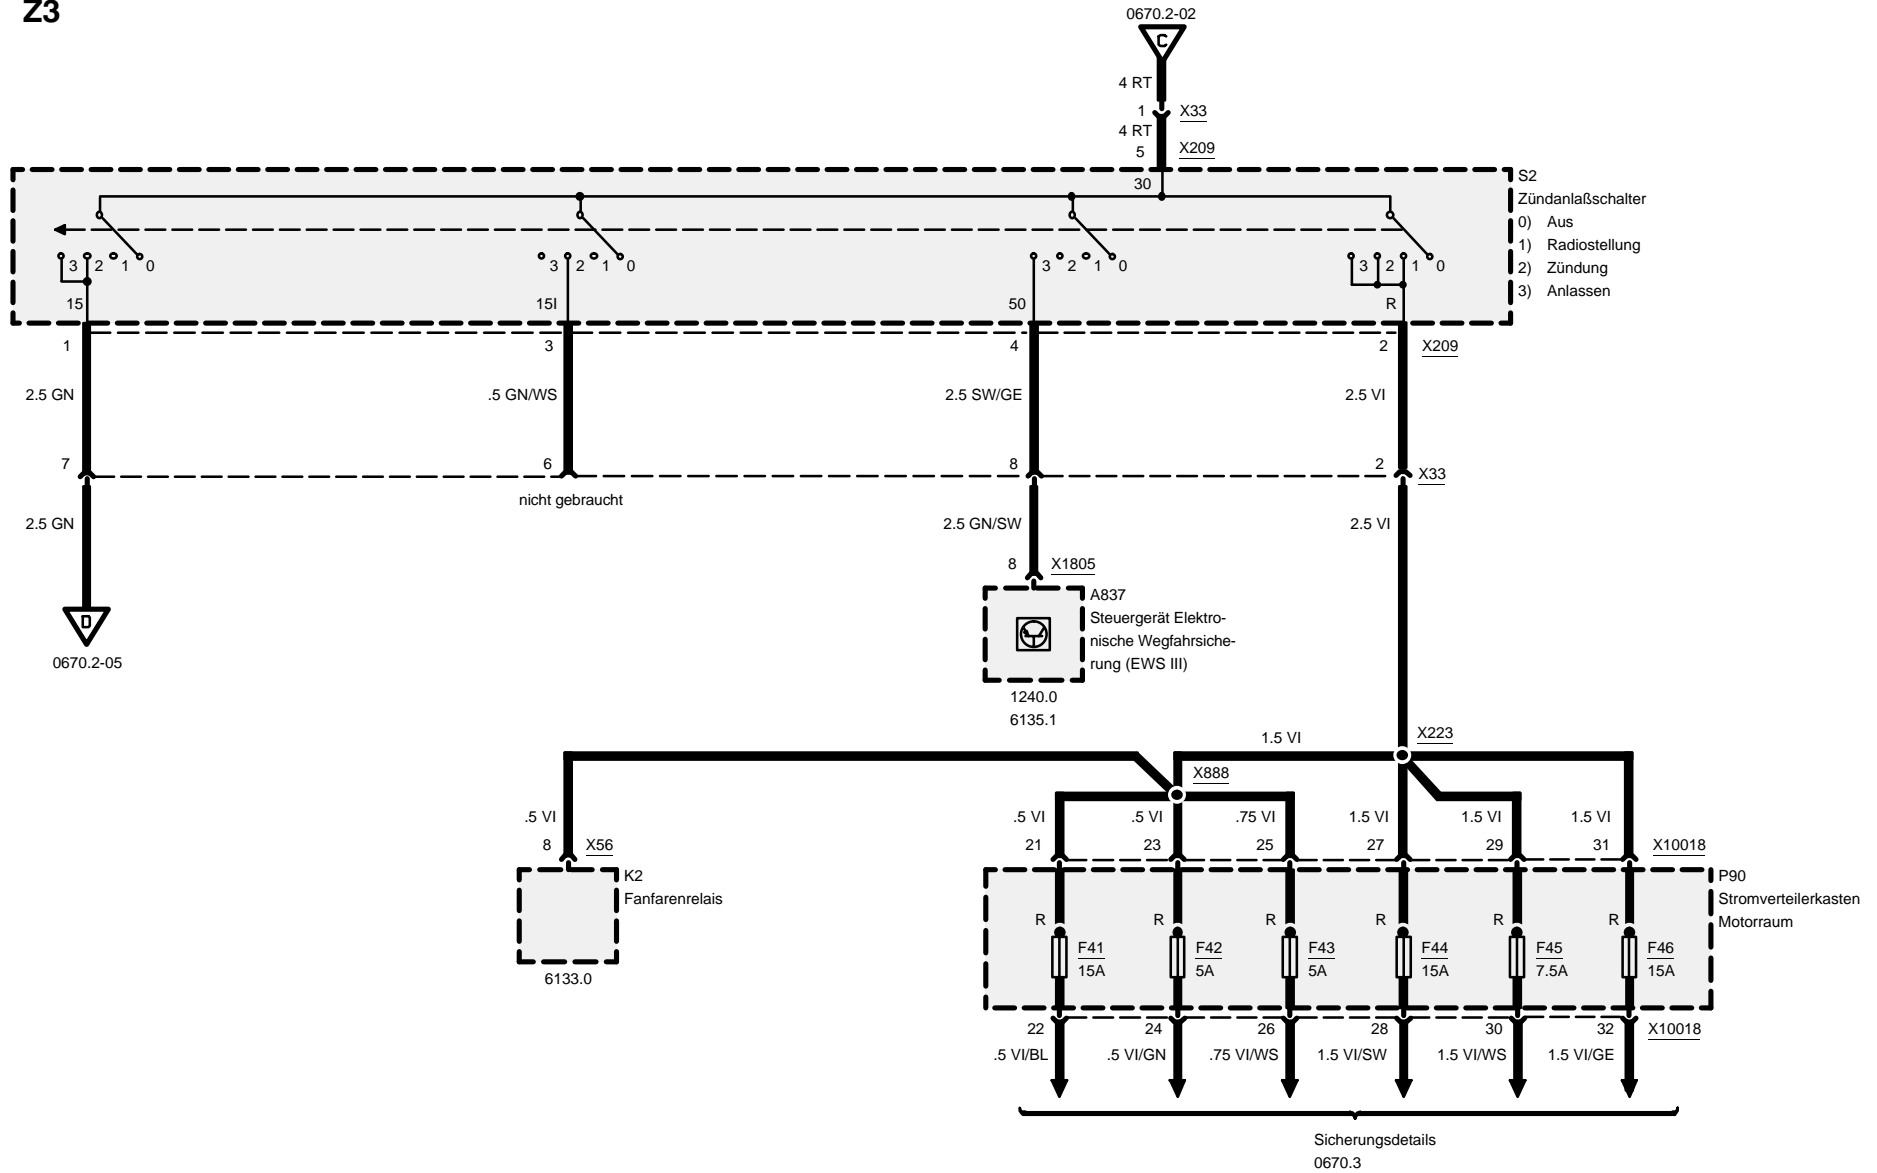 Z3
0670.2-02
C
4 RT
1 X33
4 RT
5 X209
30
S2
Zündanlaßschalter
0) Aus
1) Radiostellung
2) Zündung
3) Anlassen
3 2 1 0 3 2 1 0 3 2 1 0 3 2 1 0
15 15I 50 R
1 3 4 2 X209
2.5 GN .5 GN/WS 2.5 SW/GE 2.5 VI
7 6 8 2 X33
nicht gebraucht
2.5 GN 2.5 GN/SW 2.5 VI
8 X1805
D
0670.2-05
A837
Steuergerät Elektro-
nische Wegfahrsiche-
rung (EWS III)
1240.0
6135.1
1.5 VI X223
X888
.5 VI .5 VI .5 VI .75 VI 1.5 VI 1.5 VI 1.5 VI
8 X56 21 23 25 27 29 31 X10018
K2
Fanfarenrelais
6133.0
P90
Stromverteilerkasten
Motorraum
R R R R R R
F41 F42 F43 F44 F45 F46
15A 5A 5A 15A 7.5A 15A
22 24 26 28 30 32 X10018
.5 VI/BL .5 VI/GN .75 VI/WS 1.5 VI/SW 1.5 VI/WS 1.5 VI/GE
Sicherungsdetails
0670.3